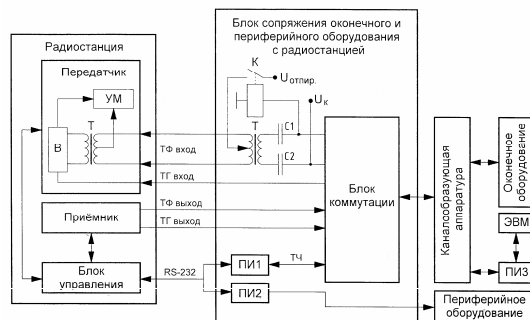 Блок сопряжения оконечного и
периферийного оборудования
с радиостанцией
Радиостанция
Передатчик
УМ
Т
В
К
Uотпир.
Uк
Т
С1
С2
ТФ вход
ТГ вход
ТФ выход
ТГ выход
Приёмник
Блок
управления
RS-232
ПИ1
ТЧ
ПИ2
Блок
коммутации
Каналообразующая
аппаратура
Оконечное
оборудование
ЭВМ
ПИ3
Периферийное
оборудование